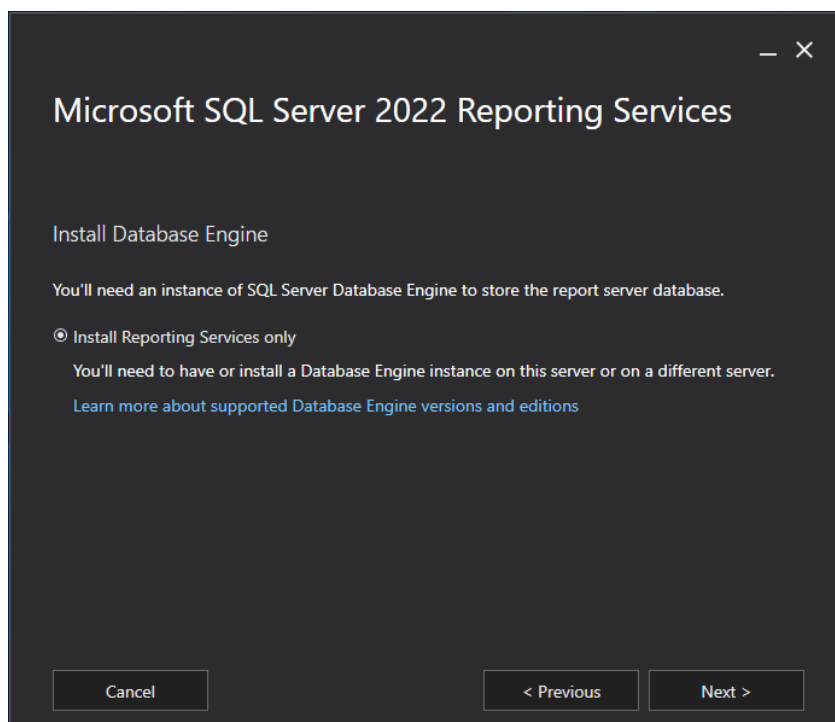 Microsoft SQL Server 2022 Reporting Services
Install Database Engine
You'll need an instance of SQL Server Database Engine to store the report server database.
Install Reporting Services only
You'll need to have or install a Database Engine instance on this server or on a different server.
Learn more about supported Database Engine versions and editions
Cancel
< Previous
Next >